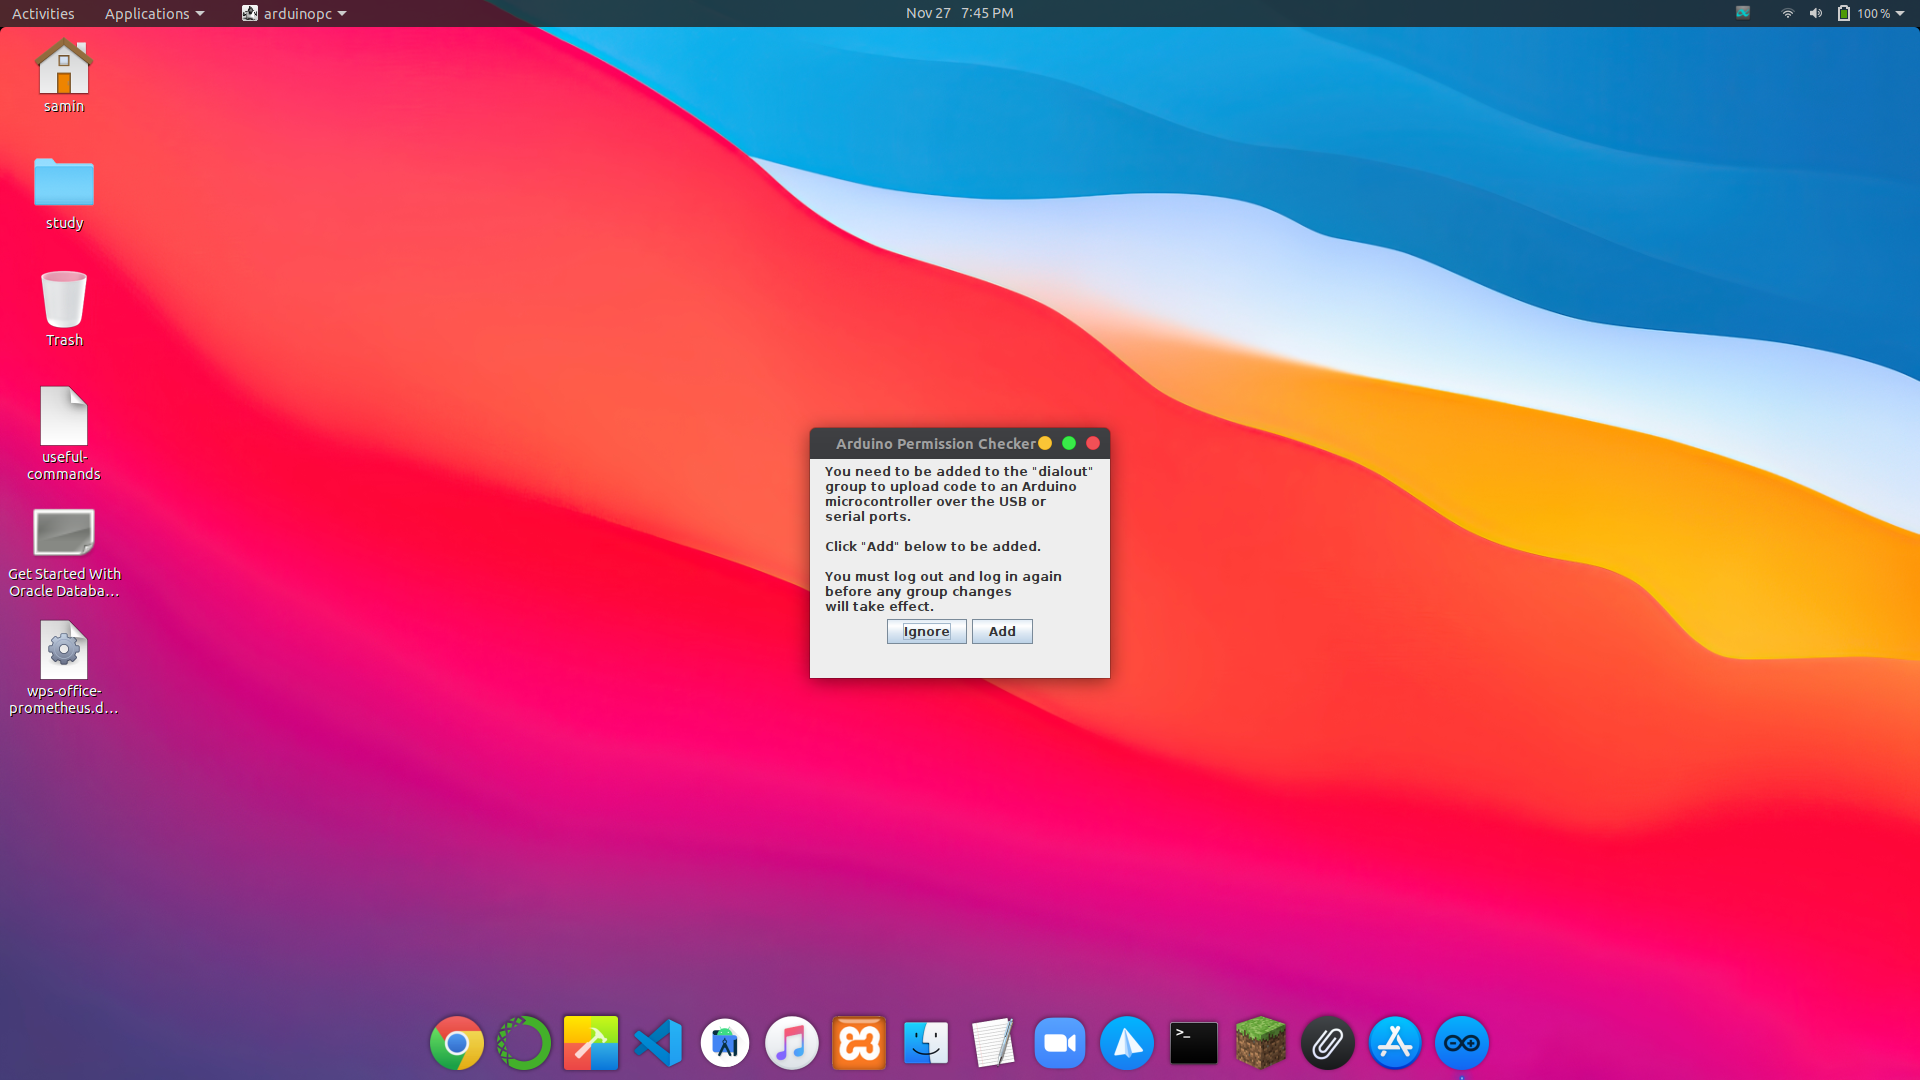 Activities
Applications
arduinopc
Nov 27 7:45 PM
100 %
samin
study
Trash
useful-
commands
Get Started With
Oracle Databa...
wps-office-
prometheus.d...
Arduino Permission Checker
You need to be added to the "dialout"
group to upload code to an Arduino
microcontroller over the USB or
serial ports.
Click "Add" below to be added.
You must log out and log in again
before any group changes
will take effect.
Ignore
Add
>_